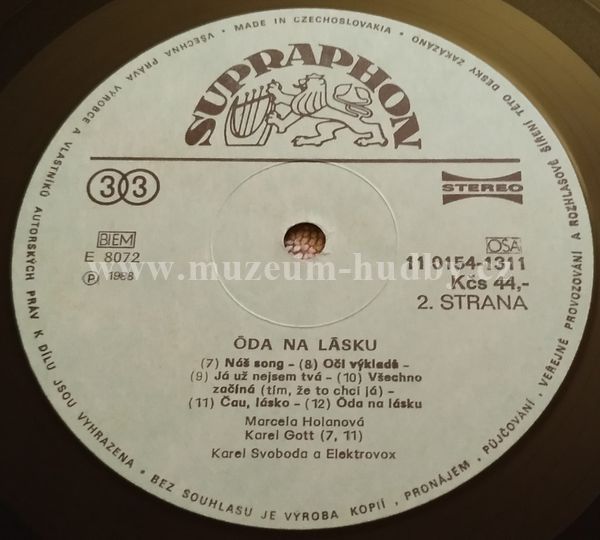 VŠECHNA PRÁVA VÝROBCE A VLASTNÍKŮ AUTORSKÝCH PRÁV K DÍLU JSOU VYHRAZENA • BEZ SOUHLASU JE VÝROBA KOPIÍ, PRONÁJEM, PŮJČOVÁNÍ, VEŘEJNÉ PROVOZOVÁNÍ A ROZHLASOVÉ ŠÍŘENÍ TÉTO DESKY ZAKÁZÁNO • MADE IN CZECHOSLOVAKIA •
SUPRAPHON
33
STEREO
BIEM
OSA
E 8072
11 0154-1311
℗ 1988
Kčs 44,-
www.muzeum-hudby.cz
2. STRANA
ÓDA NA LÁSKU
(7) Náš song - (8) Oči výkladů -
(9) Já už nejsem tvá - (10) Všechno
začíná (tím, že to chci já) -
(11) Čau, lásko - (12) Óda na lásku
Marcela Holanová
Karel Gott (7, 11)
Karel Svoboda a Elektrovox